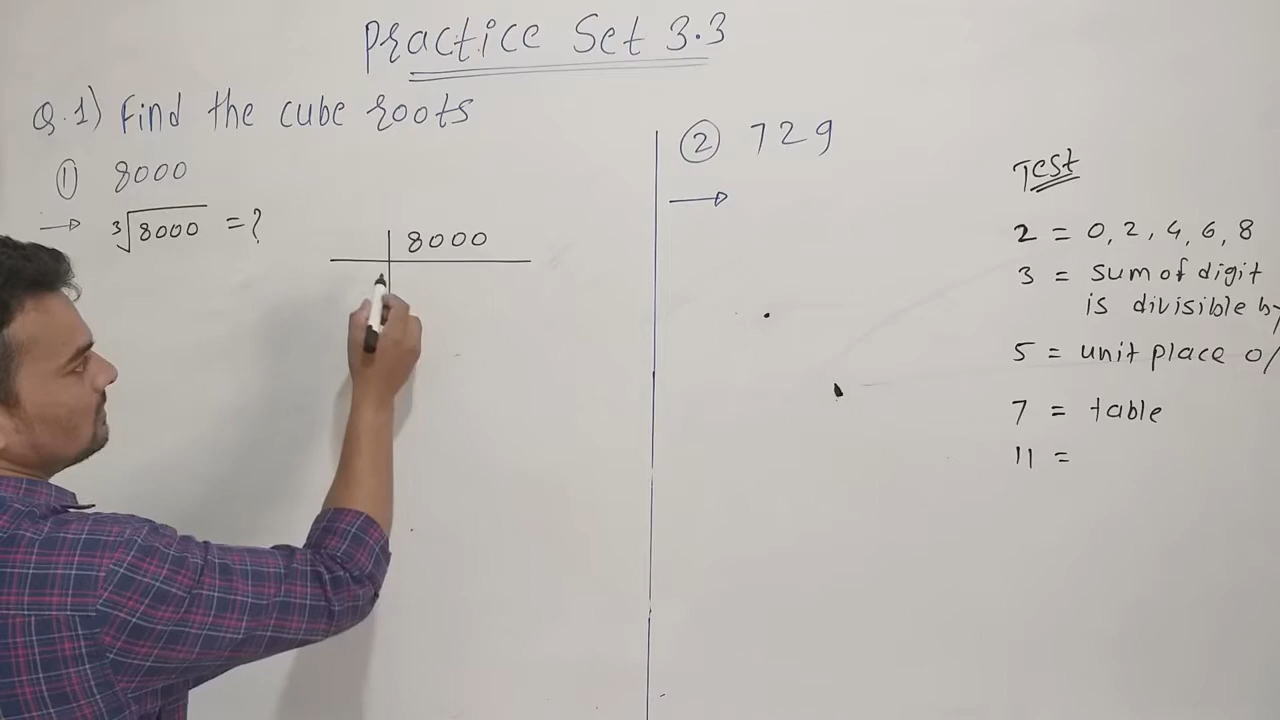 Practice Set 3.3
Q.1) Find the cube roots
① 8000
→ ∛8000 = ?
8000
② 729
→
Test
2 = 0, 2, 4, 6, 8
3 = sum of digit
is divisible by
5 = unit place o/
7 = table
11 =